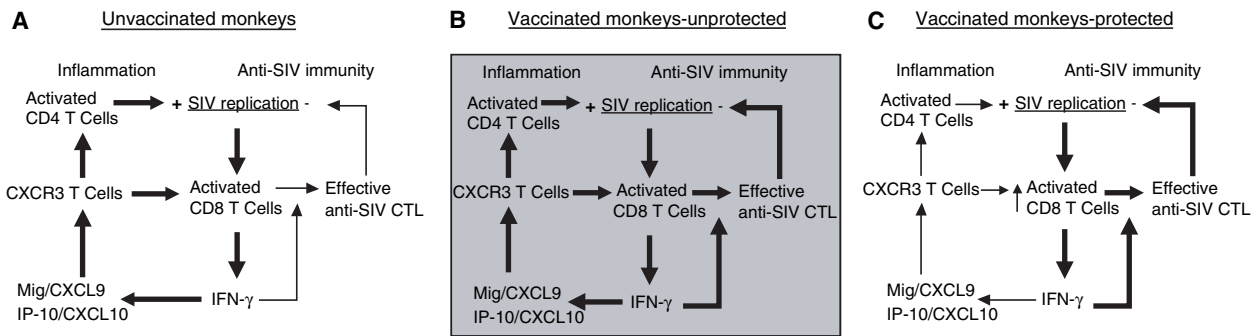 A
Unvaccinated monkeys
Inflammation
Anti-SIV immunity
Activated
CD4 T Cells
+ SIV replication -
CXCR3 T Cells
Activated
CD8 T Cells
Effective
anti-SIV CTL
Mig/CXCL9
IP-10/CXCL10
IFN-γ
B
Vaccinated monkeys-unprotected
Inflammation
Anti-SIV immunity
Activated
CD4 T Cells
+ SIV replication -
CXCR3 T Cells
Activated
CD8 T Cells
Effective
anti-SIV CTL
Mig/CXCL9
IP-10/CXCL10
IFN-γ
C
Vaccinated monkeys-protected
Inflammation
Anti-SIV immunity
Activated
CD4 T Cells
+ SIV replication -
CXCR3 T Cells
Activated
CD8 T Cells
Effective
anti-SIV CTL
Mig/CXCL9
IP-10/CXCL10
IFN-γ